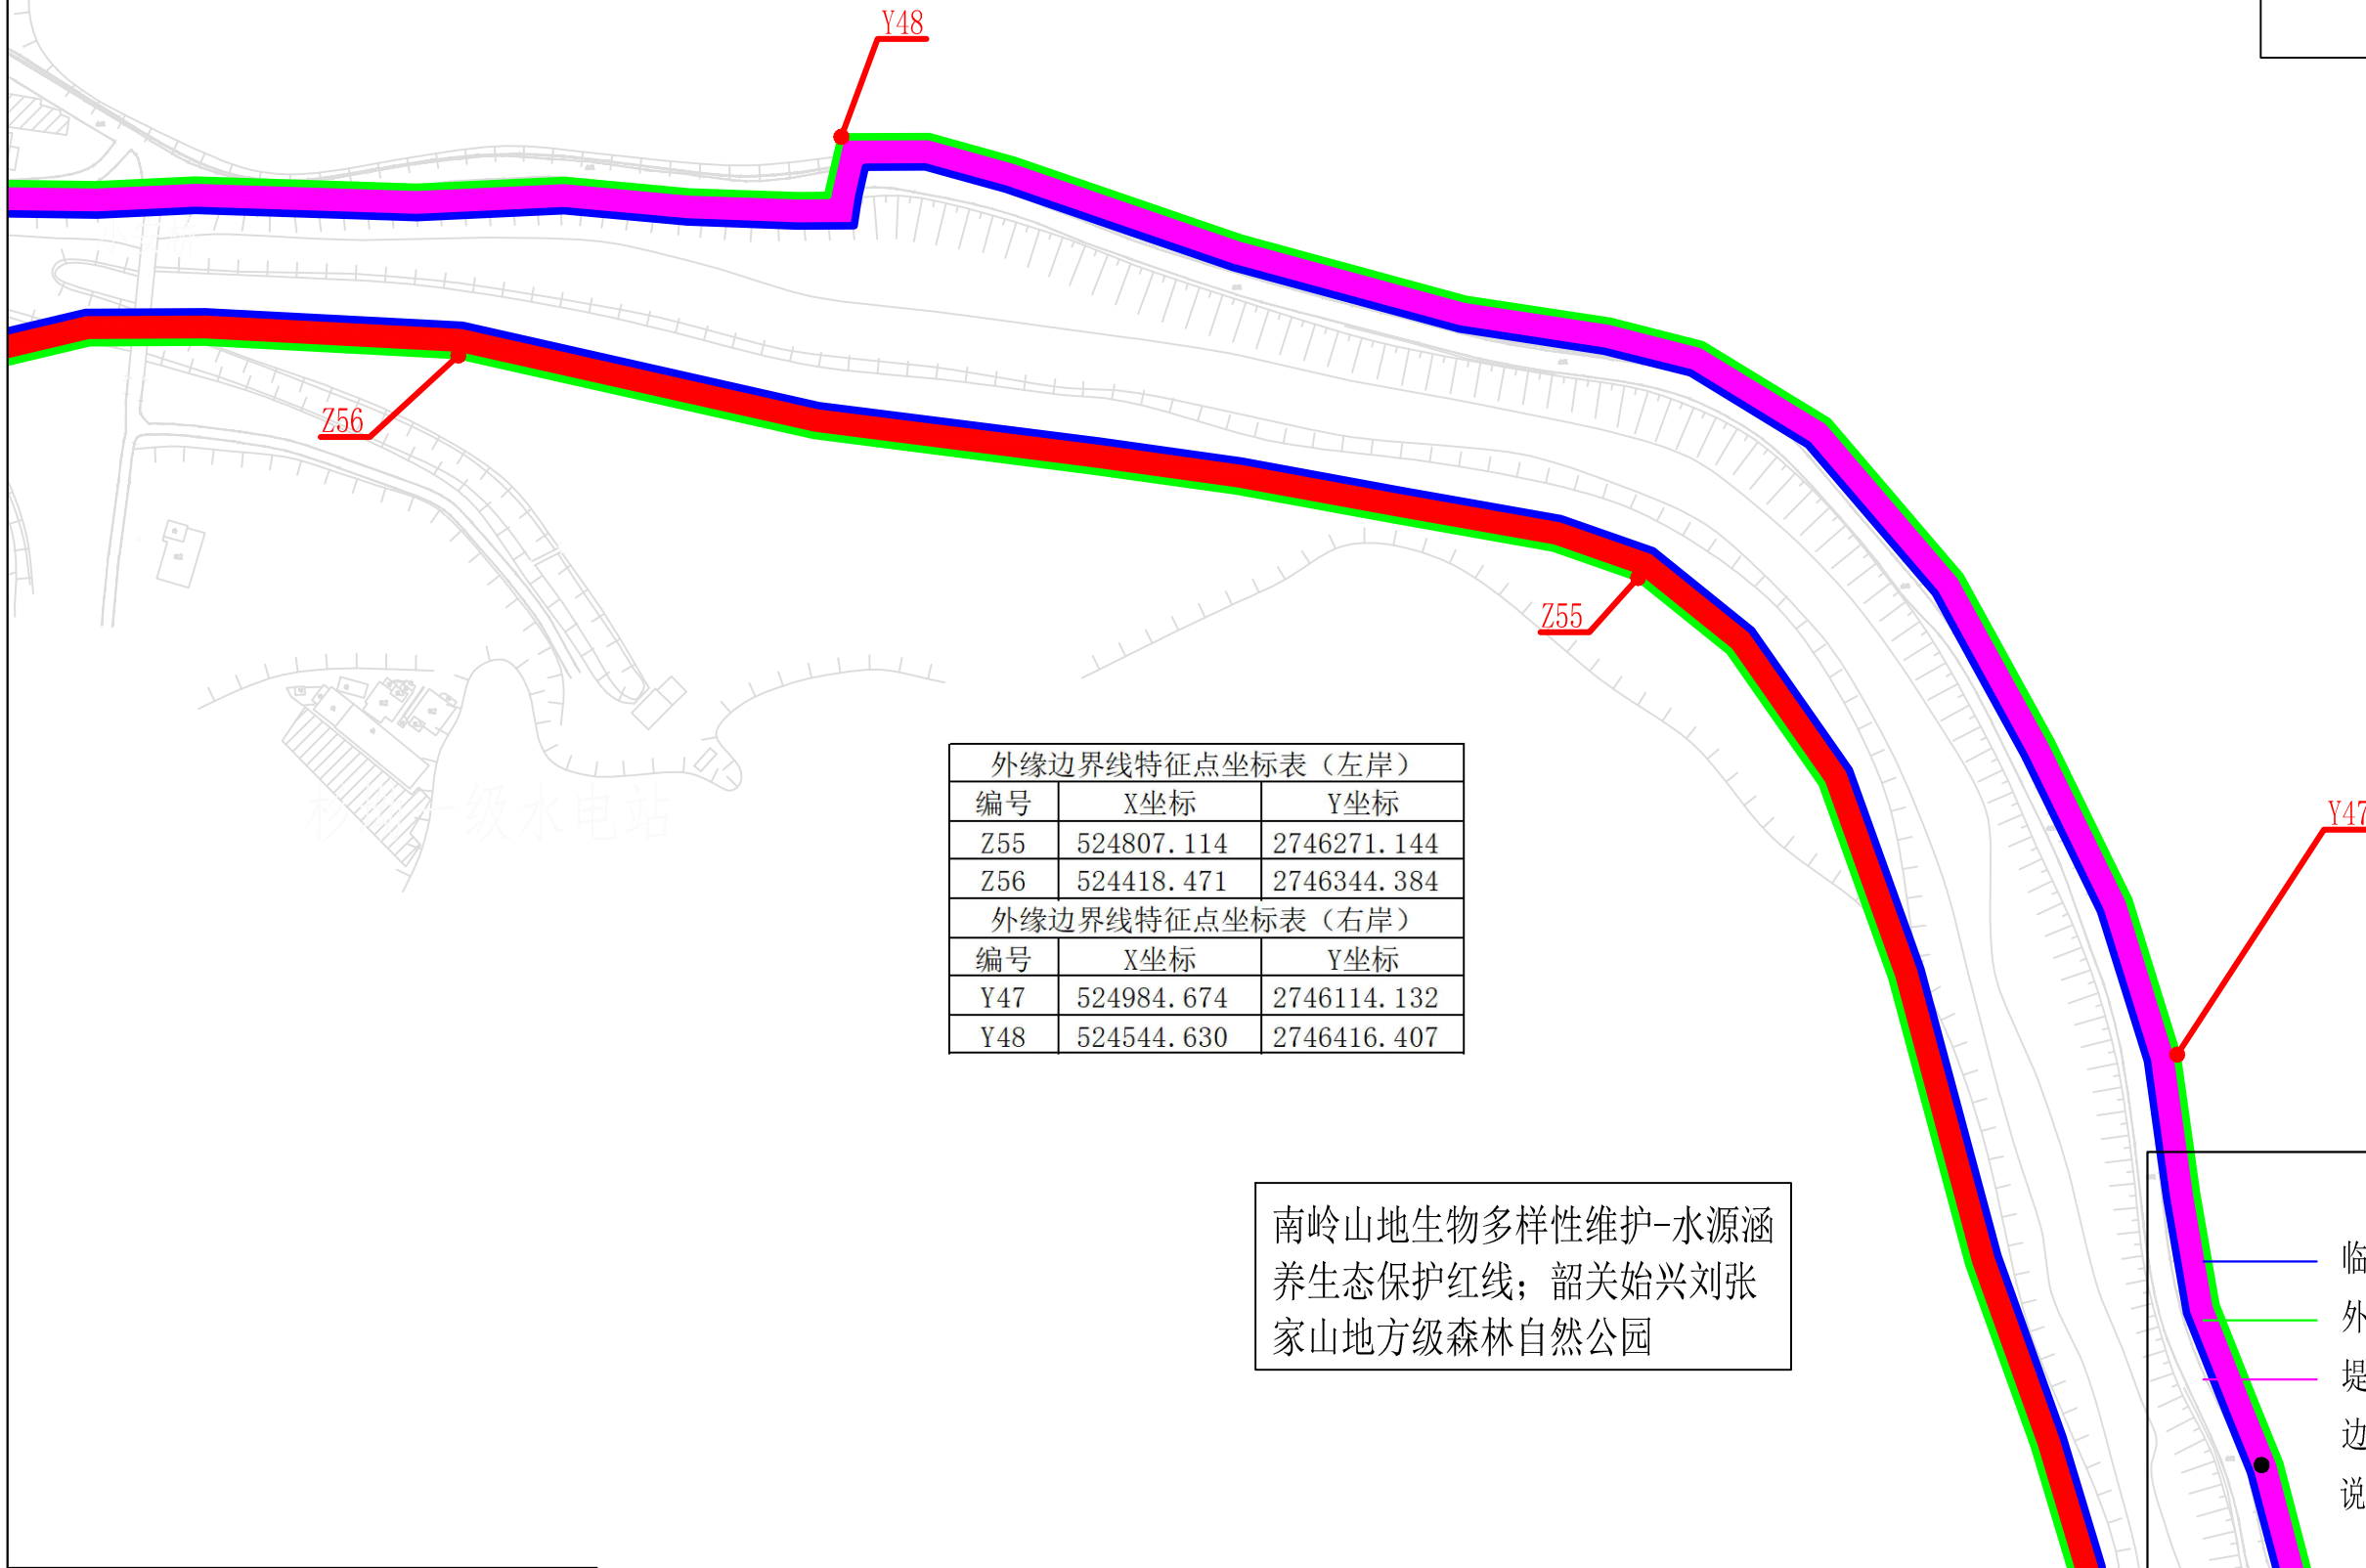 Y48
Z56
Z55
Y47
级水电站
外缘边界线特征点坐标表（左岸）
编号 X坐标 Y坐标
Z55 524807.114 2746271.144
Z56 524418.471 2746344.384
外缘边界线特征点坐标表（右岸）
编号 X坐标 Y坐标
Y47 524984.674 2746114.132
Y48 524544.630 2746416.407
南岭山地生物多样性维护-水源涵
养生态保护红线；韶关始兴刘张
家山地方级森林自然公园
临
外
堤
边
说